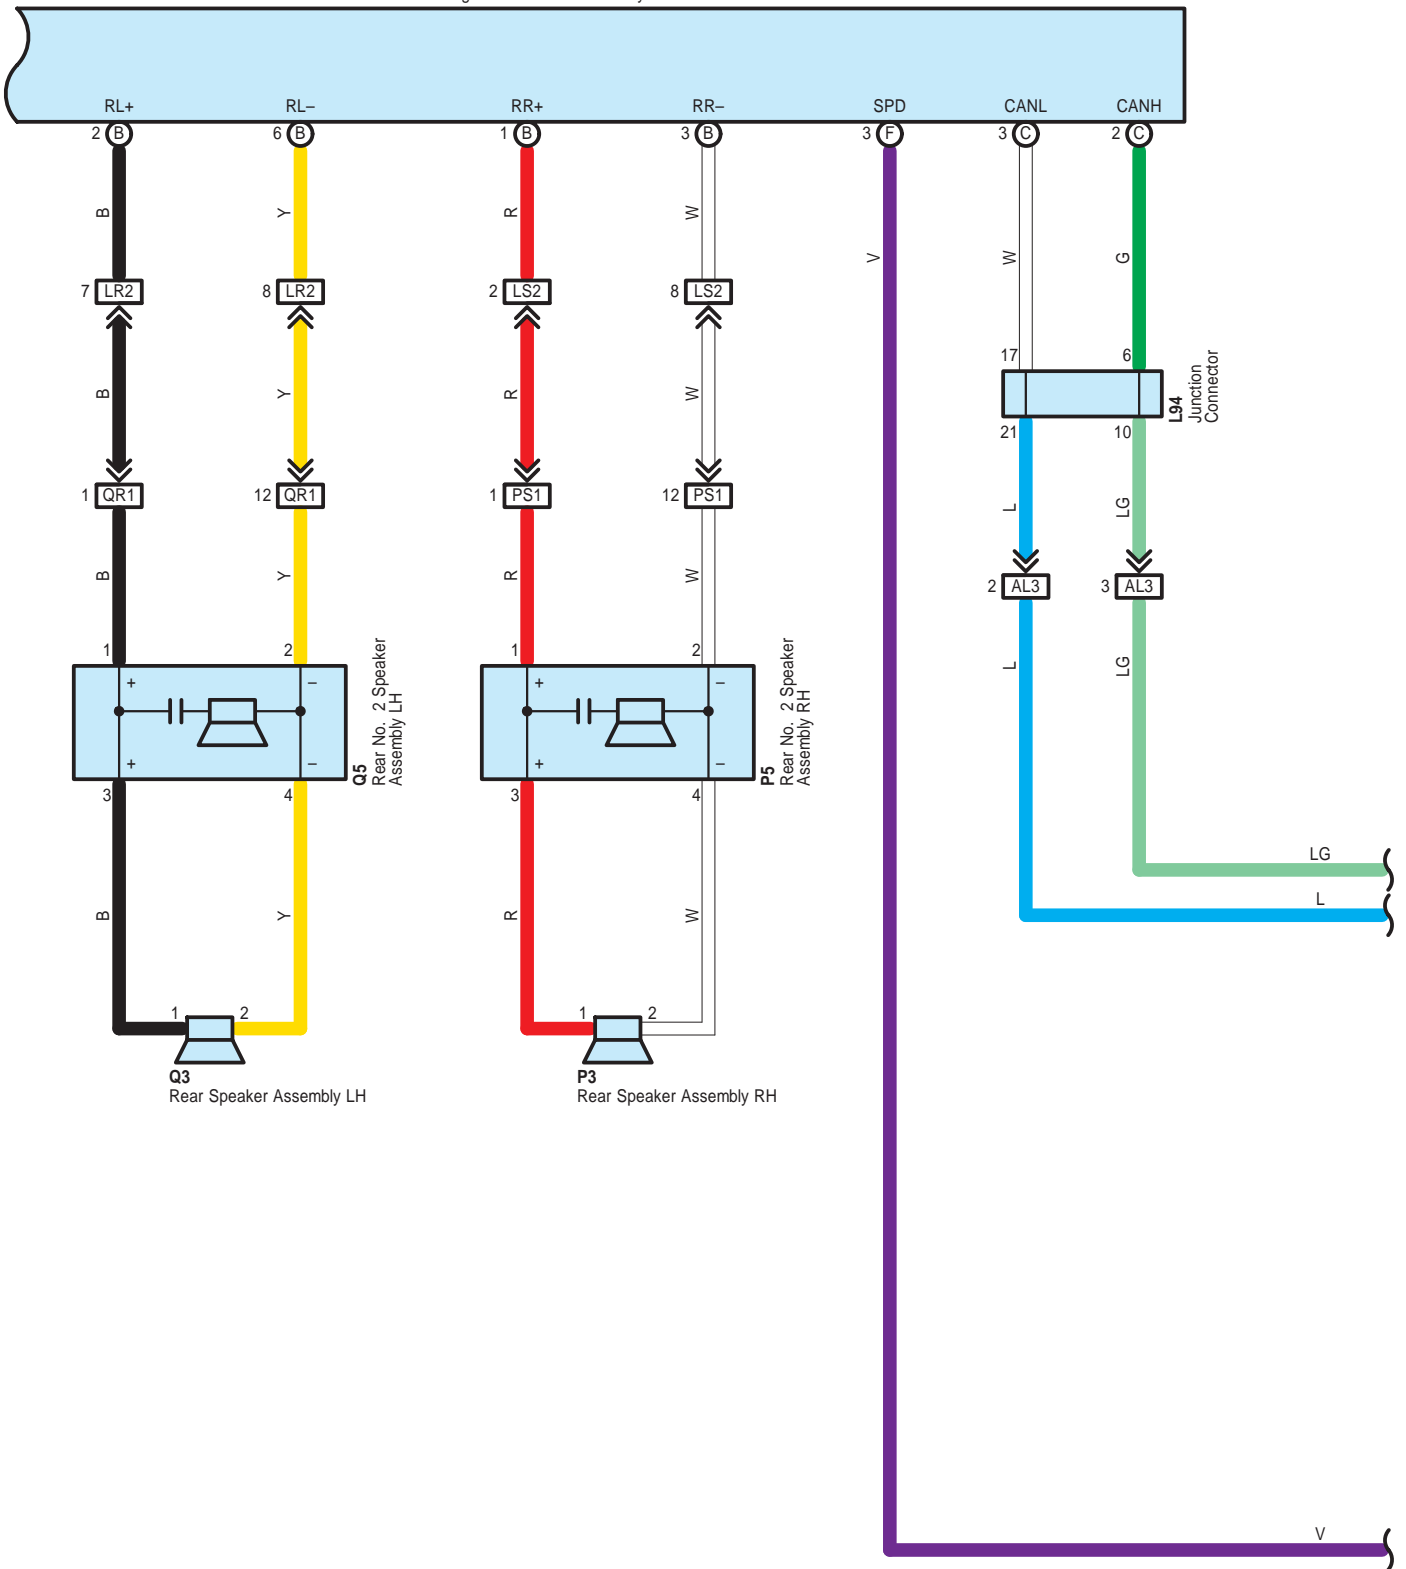 RL+ RL– RR+ RR– SPD CANL CANH
2 B 6 B 1 B 3 B 3 F 3 C 2 C
B Y R W V W G
7 LR2 8 LR2 2 LS2 8 LS2
17 6
L94
Junction
Connector
B Y R W
21 10
1 QR1 12 QR1 1 PS1 12 PS1
L LG
B Y R W
2 AL3 3 AL3
1 2 1 2
L LG
+ – + –
+ – + –
Q5
Rear No. 2 Speaker
Assembly LH
P5
Rear No. 2 Speaker
Assembly RH
3 4 3 4
LG
L
B Y R W
1 2 1 2
Q3
Rear Speaker Assembly LH
P3
Rear Speaker Assembly RH
V